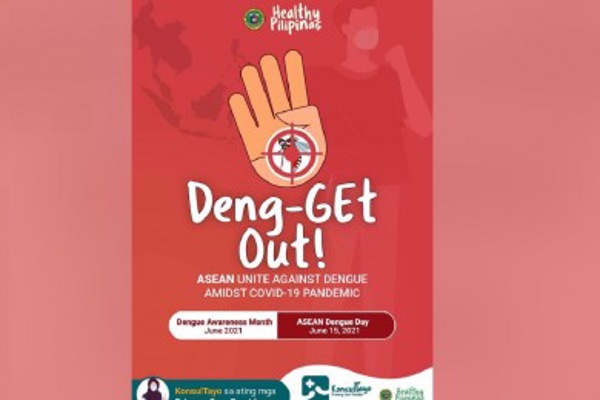 Healthy
Pilipinas
Deng-GEt
Out!
ASEAN UNITE AGAINST DENGUE
AMIDST COVID-19 PANDEMIC
Dengue Awareness Month
June 2021
ASEAN Dengue Day
June 15, 2021
KonsulTayo sa ating mga
KonsulTayo
Healthy
Pilipinas